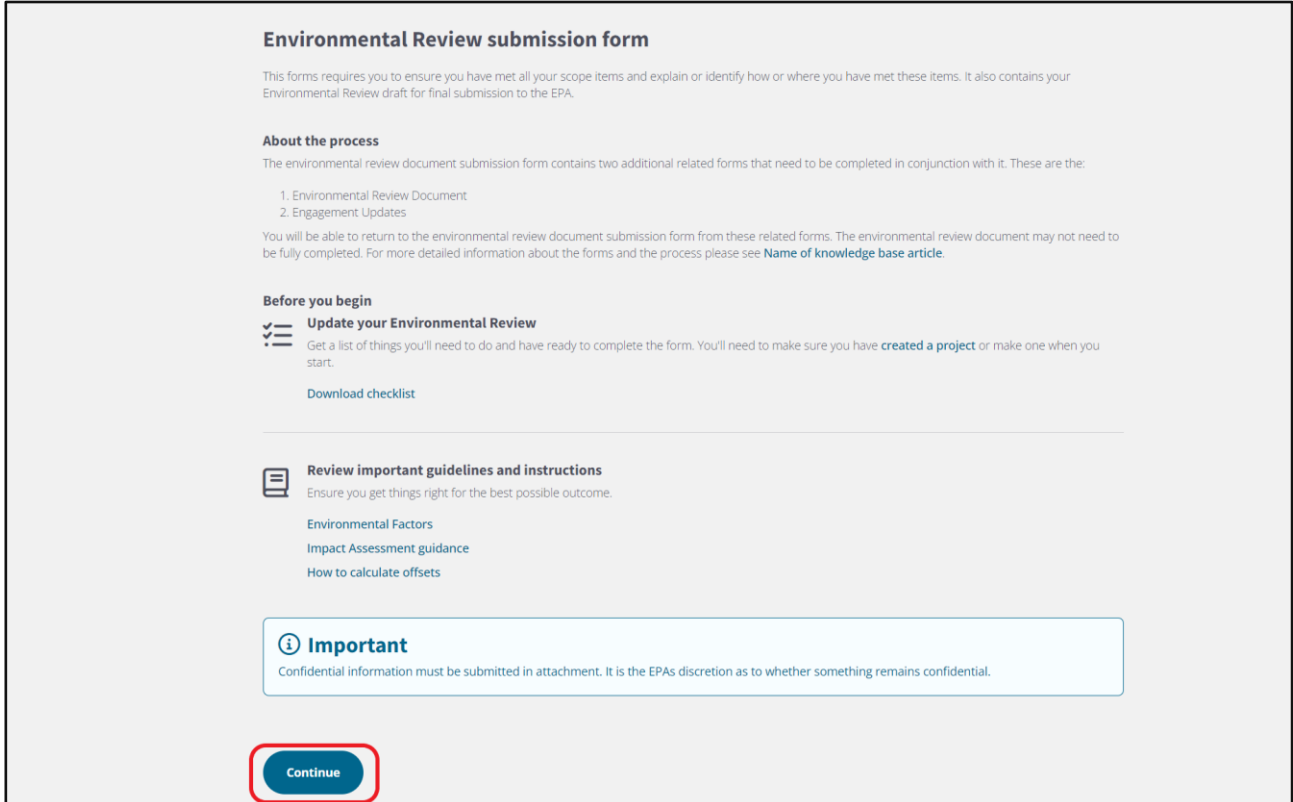 Environmental Review submission form
This forms requires you to ensure you have met all your scope items and explain or identify how or where you have met these items. It also contains your
Environmental Review draft for final submission to the EPA.
About the process
The environmental review document submission form contains two additional related forms that need to be completed in conjunction with it. These are the:
1. Environmental Review Document
2. Engagement Updates
You will be able to return to the environmental review document submission form from these related forms. The environmental review document may not need to
be fully completed. For more detailed information about the forms and the process please see Name of knowledge base article.
Before you begin
Update your Environmental Review
Get a list of things you'll need to do and have ready to complete the form. You'll need to make sure you have created a project or make one when you
start.
Download checklist
Review important guidelines and instructions
Ensure you get things right for the best possible outcome.
Environmental Factors
Impact Assessment guidance
How to calculate offsets
Important
Confidential information must be submitted in attachment. It is the EPAs discretion as to whether something remains confidential.
Continue